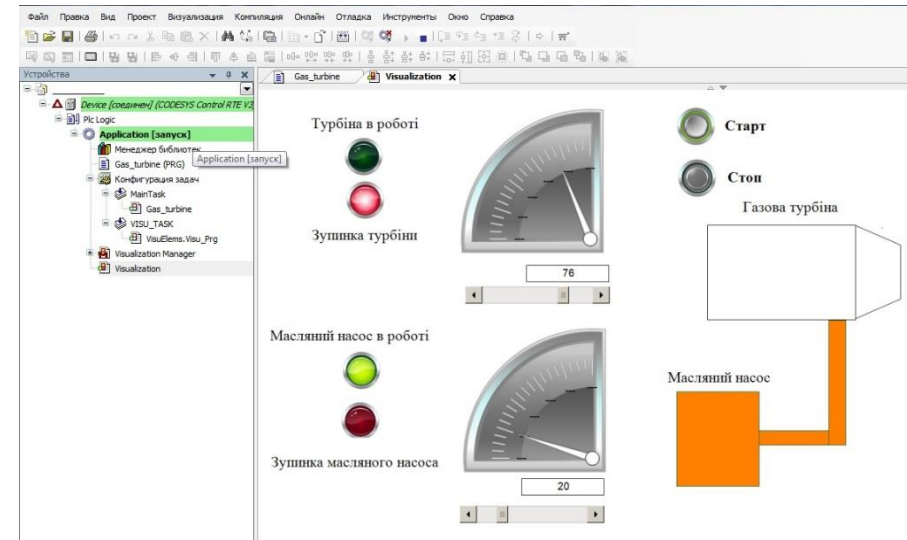 Файл Правка Вид Проект Визуализация Компиляция Онлайн Отладка Инструменты Окно Справка
Устройства
Gas_turbine Visualization
Device [соединен] (CODESYS Control RTE V3
Plc Logic
Application [запуск]
Менеджер библиотек
Application [запуск]
Gas_turbine (PRG)
Конфигурация задач
MainTask
Gas_turbine
VISU_TASK
VisuElems.Visu_Prg
Visualization Manager
Visualization
Турбіна в роботі
Зупинка турбіни
76
Масляний насос в роботі
Зупинка масляного насоса
20
Старт
Стоп
Газова турбіна
Масляний насос